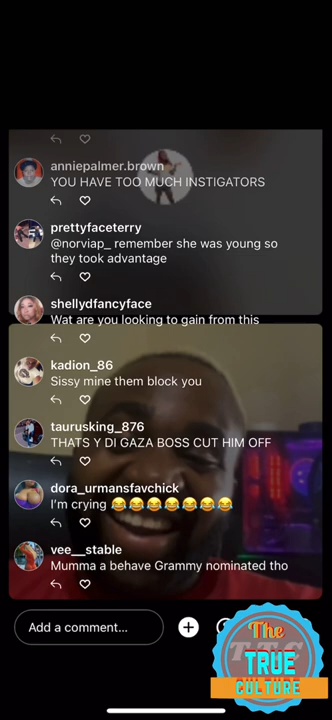 anniepalmer.brown
YOU HAVE TOO MUCH INSTIGATORS
prettyfaceterry
@norviap_ remember she was young so
they took advantage
shellydfancyface
Wat are you looking to gain from this
kadion_86
Sissy mine them block you
taurusking_876
THATS Y DI GAZA BOSS CUT HIM OFF
dora_urmansfavchick
I'm crying 😂😂😂😂😂😂😂
vee__stable
Mumma a behave Grammy nominated tho
Add a comment...
The
T.T.C
TRUE
CULTURE